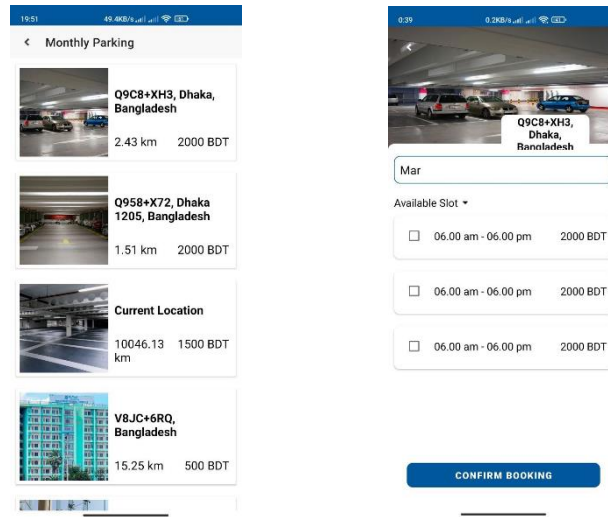 19:51 49.4KB/s
Monthly Parking
Q9C8+XH3, Dhaka,
Bangladesh
2.43 km 2000 BDT
Q958+X72, Dhaka
1205, Bangladesh
1.51 km 2000 BDT
Current Location
10046.13 1500 BDT
km
V8JC+6RQ,
Bangladesh
15.25 km 500 BDT
0:39 0.2KB/s
Q9C8+XH3,
Dhaka,
Bangladesh
Mar
Available Slot
06.00 am - 06.00 pm 2000 BDT
06.00 am - 06.00 pm 2000 BDT
06.00 am - 06.00 pm 2000 BDT
CONFIRM BOOKING